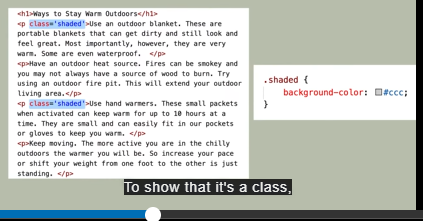 <h1>Ways to Stay Warm Outdoors</h1>
<p class='shaded'>Use an outdoor blanket. These are
portable blankets that can get dirty and still look and
feel great. Most importantly, however, they are very
warm. Some are even waterproof.  </p>
<p>Have an outdoor heat source. Fires can be smokey and
you may not always have a source of wood to burn. Try
using an outdoor fire pit. This will extend your outdoor
living area.</p>
<p class='shaded'>Use hand warmers. These small packets
when activated can keep warm for up to 10 hours at a
time. They are small and can easily fit in our pockets
or gloves to keep you warm. </p>
<p>Keep moving. The more active you are in the chilly
outdoors the warmer you will be. So increase your pace
or shift your weight from one foot to the other is just
standing. </p>
.shaded {
background-color: #ccc;
}
To show that it's a class,